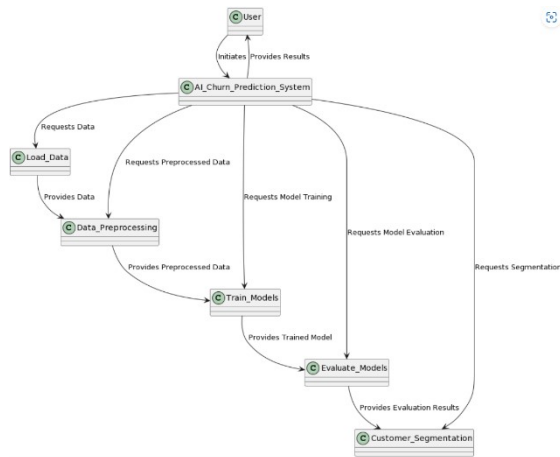 C User
Initiates
Provides Results
C AI_Churn_Prediction_System
Requests Data
C Load_Data
Requests Preprocessed Data
Provides Data
Requests Model Training
C Data_Preprocessing
Requests Model Evaluation
Requests Segmentation
Provides Preprocessed Data
C Train_Models
Provides Trained Model
C Evaluate_Models
Provides Evaluation Results
C Customer_Segmentation